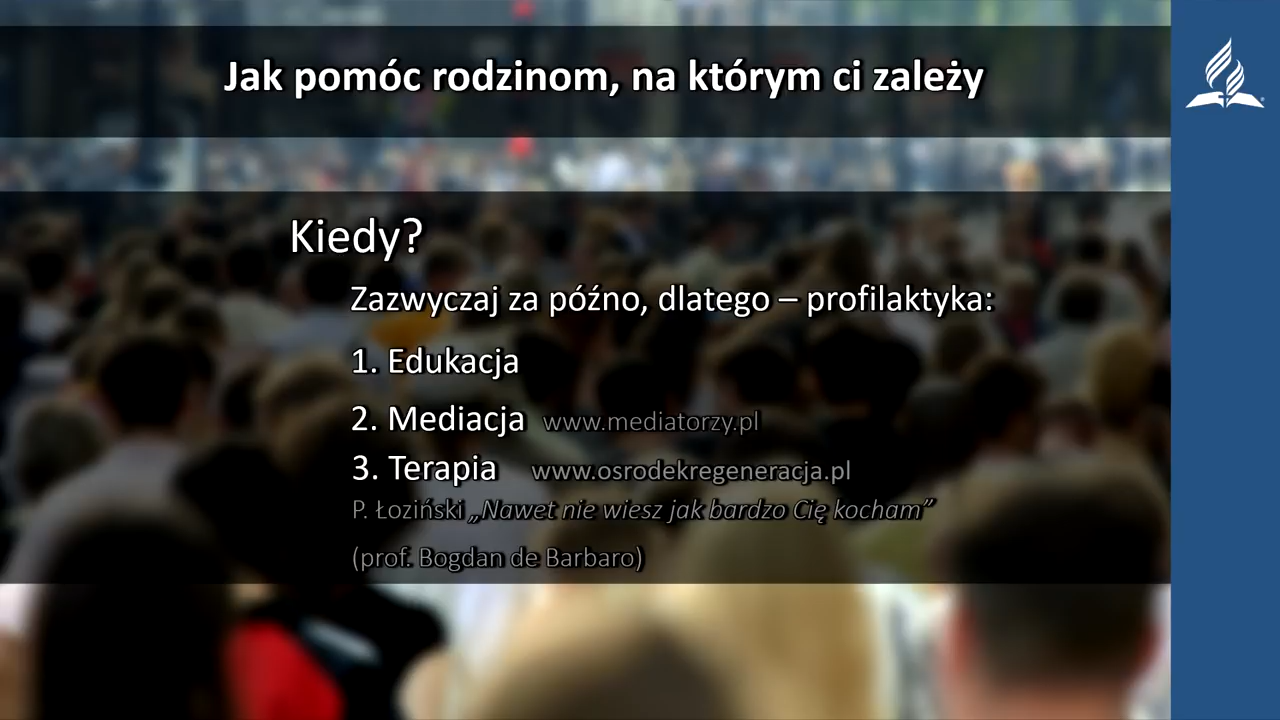 Jak pomóc rodzinom, na którym ci zależy
Kiedy?
Zazwyczaj za późno, dlatego – profilaktyka:
1. Edukacja
2. Mediacja www.mediatorzy.pl
3. Terapia www.osrodekregeneracja.pl
P. Łoziński „Nawet nie wiesz jak bardzo Cię kocham”
(prof. Bogdan de Barbaro)